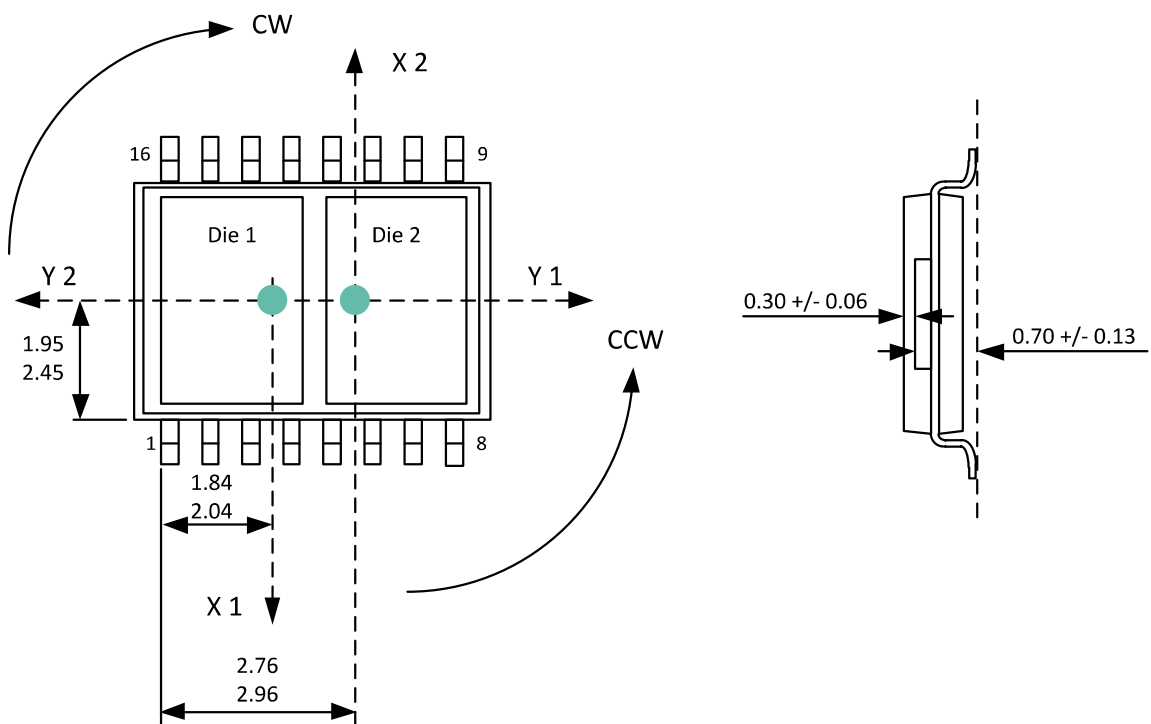 CW
X 2
16
9
Die 1
Die 2
Y 2
Y 1
1.95
2.45
CCW
1
8
1.84
2.04
X 1
2.76
2.96
0.30 +/- 0.06
0.70 +/- 0.13